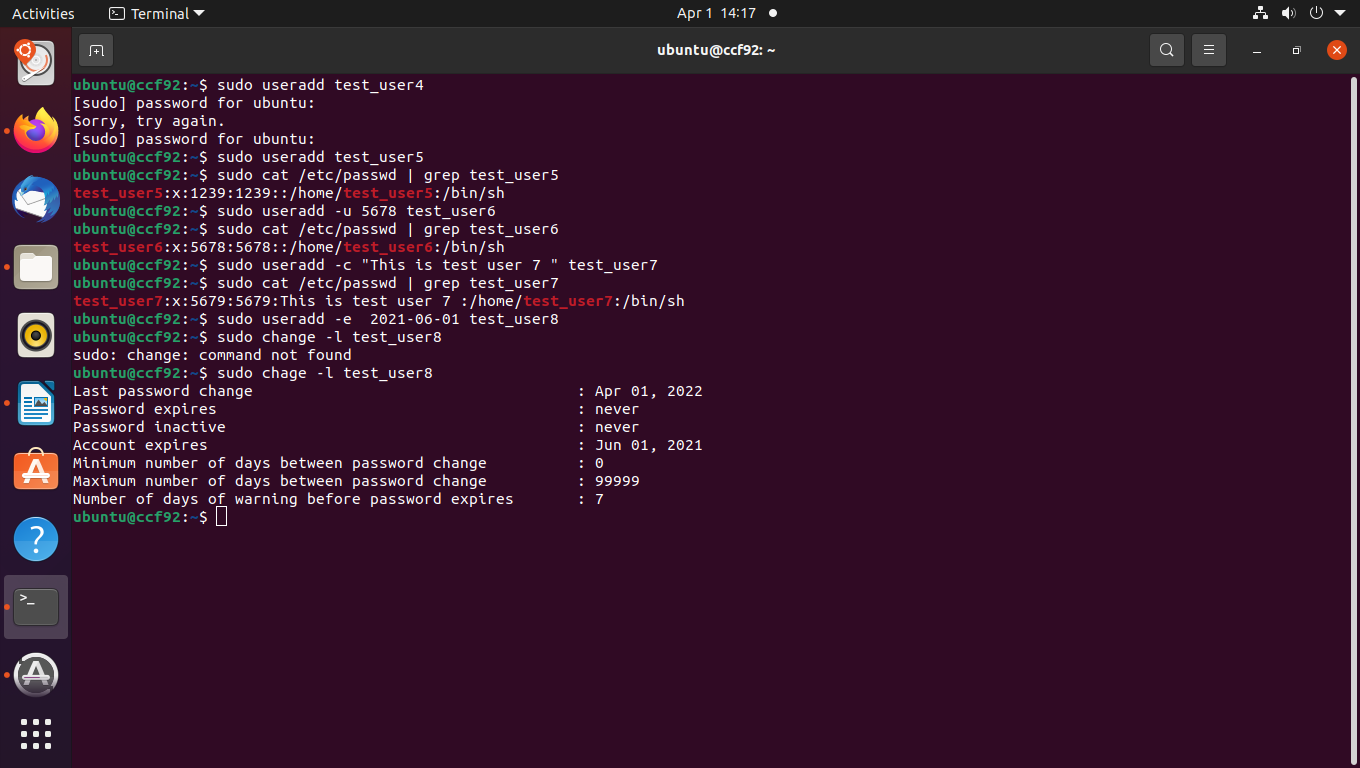 Activities Terminal Apr 1 14:17
ubuntu@ccf92: ~
ubuntu@ccf92:~$ sudo useradd test_user4
[sudo] password for ubuntu:
Sorry, try again.
[sudo] password for ubuntu:
ubuntu@ccf92:~$ sudo useradd test_user5
ubuntu@ccf92:~$ sudo cat /etc/passwd | grep test_user5
test_user5:x:1239:1239::/home/test_user5:/bin/sh
ubuntu@ccf92:~$ sudo useradd -u 5678 test_user6
ubuntu@ccf92:~$ sudo cat /etc/passwd | grep test_user6
test_user6:x:5678:5678::/home/test_user6:/bin/sh
ubuntu@ccf92:~$ sudo useradd -c "This is test user 7 " test_user7
ubuntu@ccf92:~$ sudo cat /etc/passwd | grep test_user7
test_user7:x:5679:5679:This is test user 7 :/home/test_user7:/bin/sh
ubuntu@ccf92:~$ sudo useradd -e  2021-06-01 test_user8
ubuntu@ccf92:~$ sudo change -l test_user8
sudo: change: command not found
ubuntu@ccf92:~$ sudo chage -l test_user8
Last password change : Apr 01, 2022
Password expires : never
Password inactive : never
Account expires : Jun 01, 2021
Minimum number of days between password change : 0
Maximum number of days between password change : 99999
Number of days of warning before password expires : 7
ubuntu@ccf92:~$